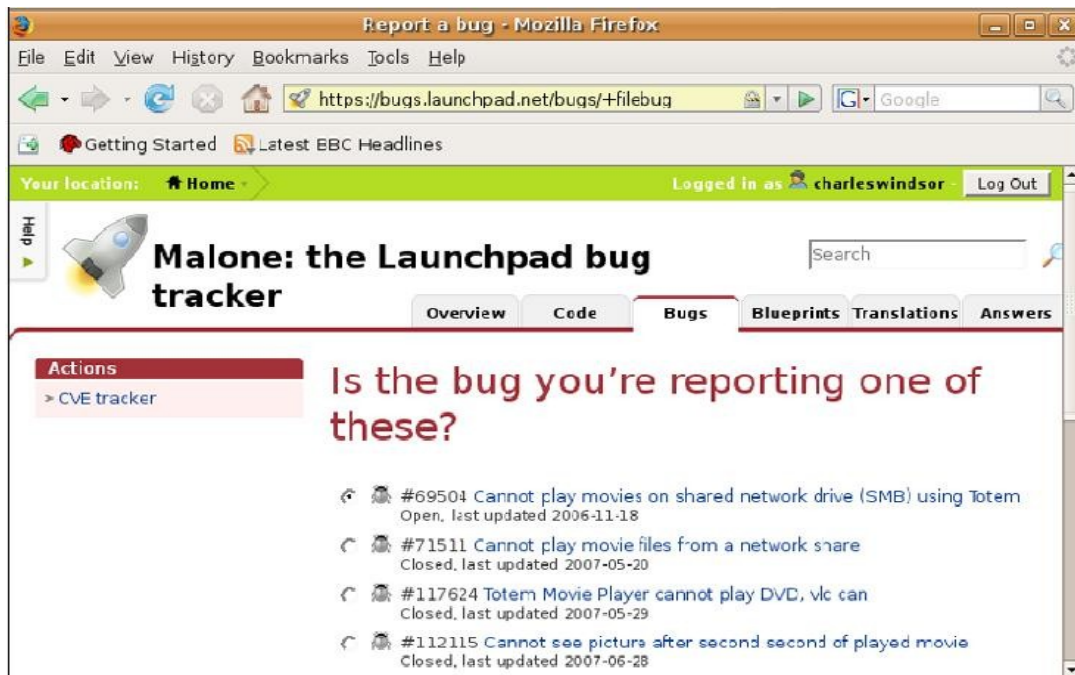 Report a bug - Mozilla Firefox
File Edit View History Bookmarks Tools Help
https://bugs.launchpad.net/bugs/+filebug
G Google
Getting Started Latest BBC Headlines
Your location: Home
Logged in as charleswindsor - Log Out
Help
Malone: the Launchpad bug
tracker
Search
Overview Code Bugs Blueprints Translations Answers
Actions
CVE tracker
Is the bug you're reporting one of
these?
#69504 Cannot play movies on shared network drive (SMB) using Totem
Open, last updated 2006-11-18
#71511 Cannot play movie files from a network share
Closed, last updated 2007-05-20
#117624 Totem Movie Player cannot play DVD, vlc can
Closed, last updated 2007-05-29
#112115 Cannot see picture after second second of played movie
Closed, last updated 2007-06-28